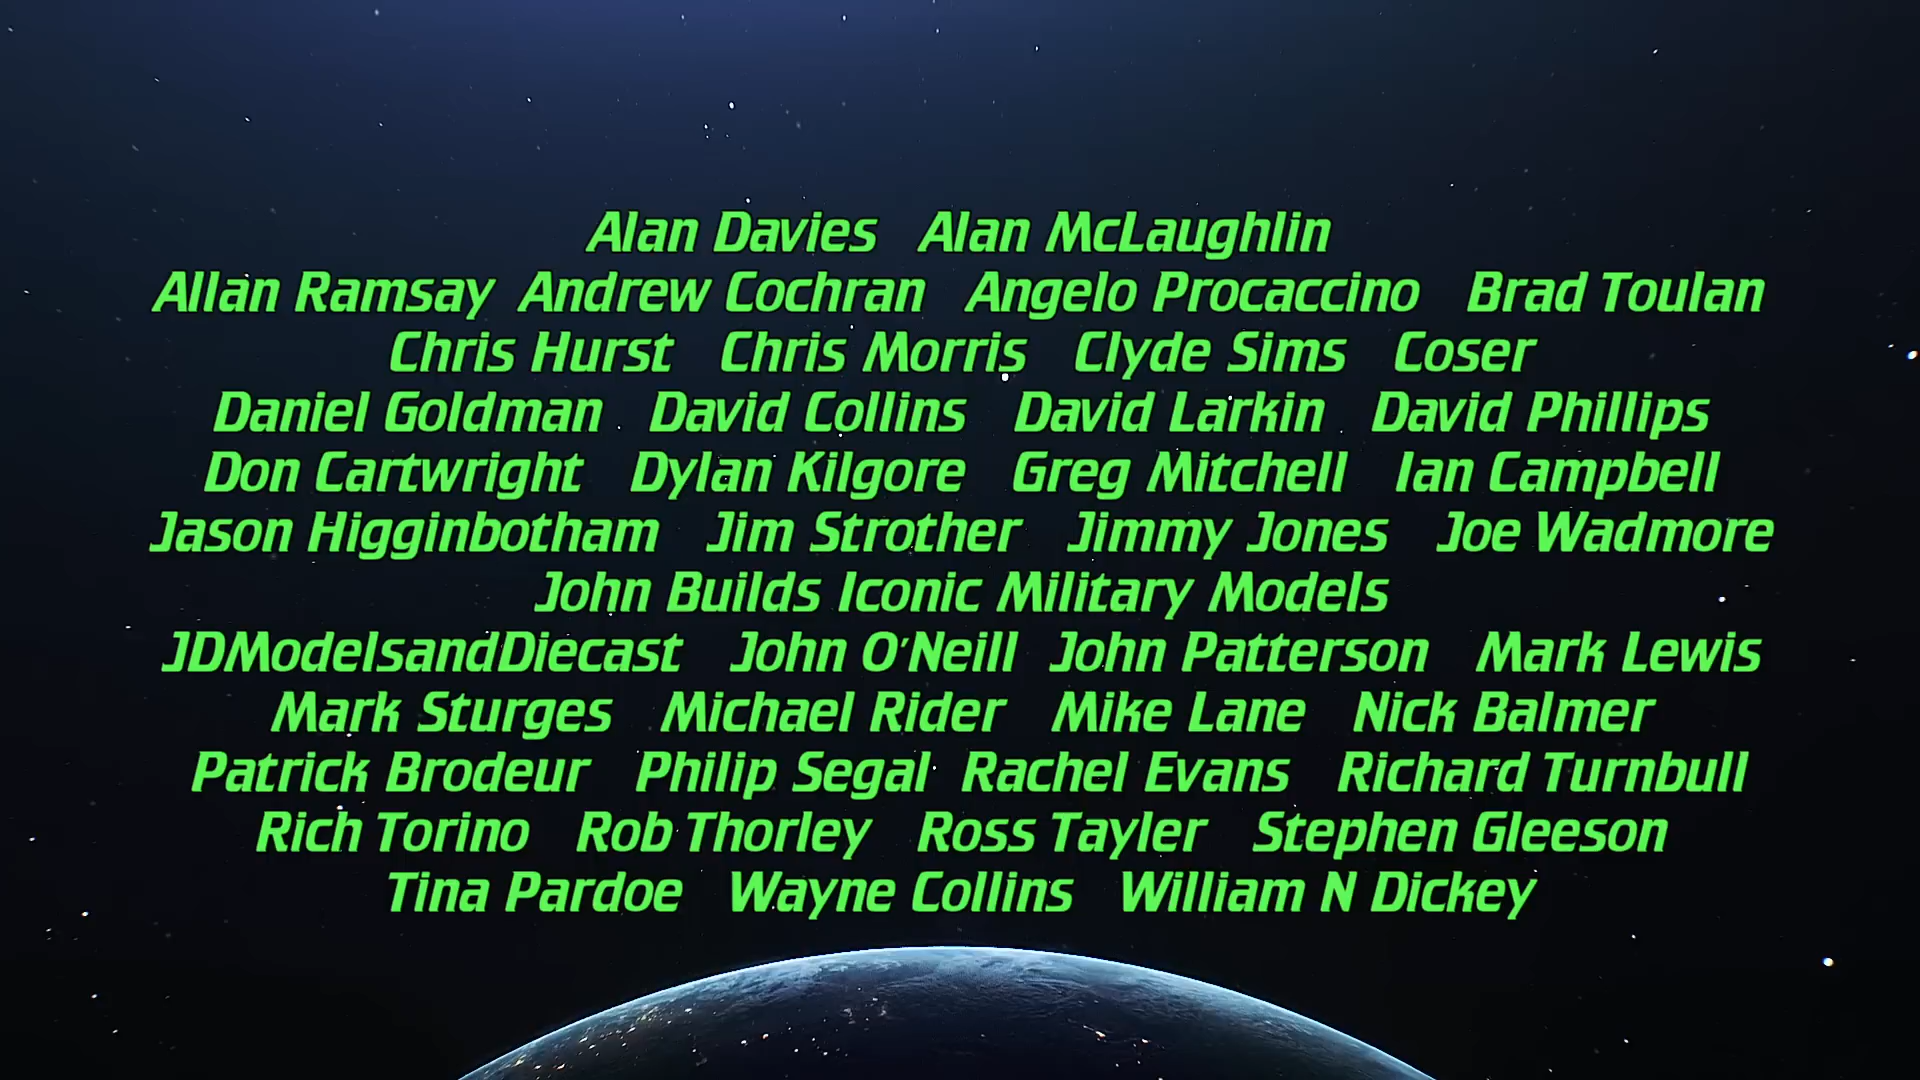 Alan Davies Alan McLaughlin
Allan Ramsay Andrew Cochran Angelo Procaccino Brad Toulan
Chris Hurst Chris Morris Clyde Sims Coser
Daniel Goldman David Collins David Larkin David Phillips
Don Cartwright Dylan Kilgore Greg Mitchell Ian Campbell
Jason Higginbotham Jim Strother Jimmy Jones Joe Wadmore
John Builds Iconic Military Models
JDModelsandDiecast John O'Neill John Patterson Mark Lewis
Mark Sturges Michael Rider Mike Lane Nick Balmer
Patrick Brodeur Philip Segal Rachel Evans Richard Turnbull
Rich Torino Rob Thorley Ross Tayler Stephen Gleeson
Tina Pardoe Wayne Collins William N Dickey